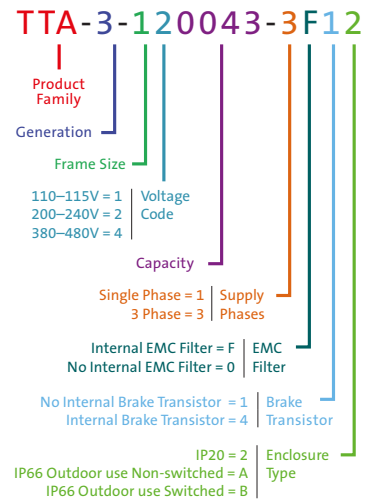 TTA-3-120043-3F12
Product
Family
Generation
Frame Size
110–115V = 1 Voltage
200–240V = 2 Code
380–480V = 4
Capacity
Single Phase = 1 Supply
3 Phase = 3 Phases
Internal EMC Filter = F EMC
No Internal EMC Filter = 0 Filter
No Internal Brake Transistor = 1 Brake
Internal Brake Transistor = 4 Transistor
IP20 = 2 Enclosure
IP66 Outdoor use Non-switched = A Type
IP66 Outdoor use Switched = B